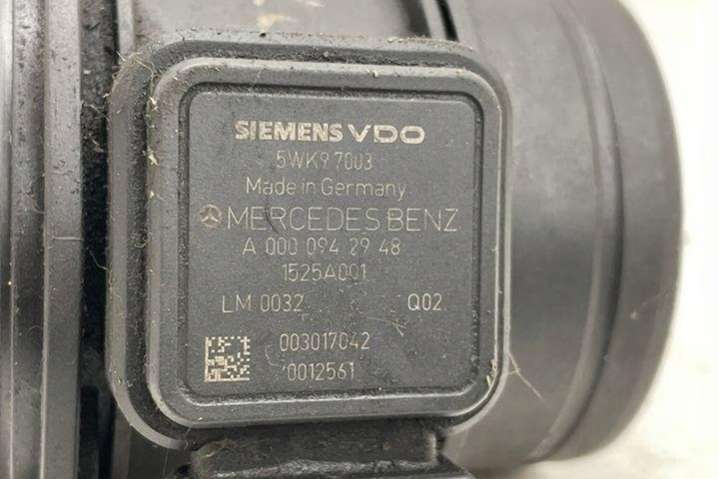 SIEMENS VDO
5WK9 7003
Made in Germany
MERCEDES BENZ
A 000 094 29 48
1525A001
LM 0032 Q02
003017042
0012561